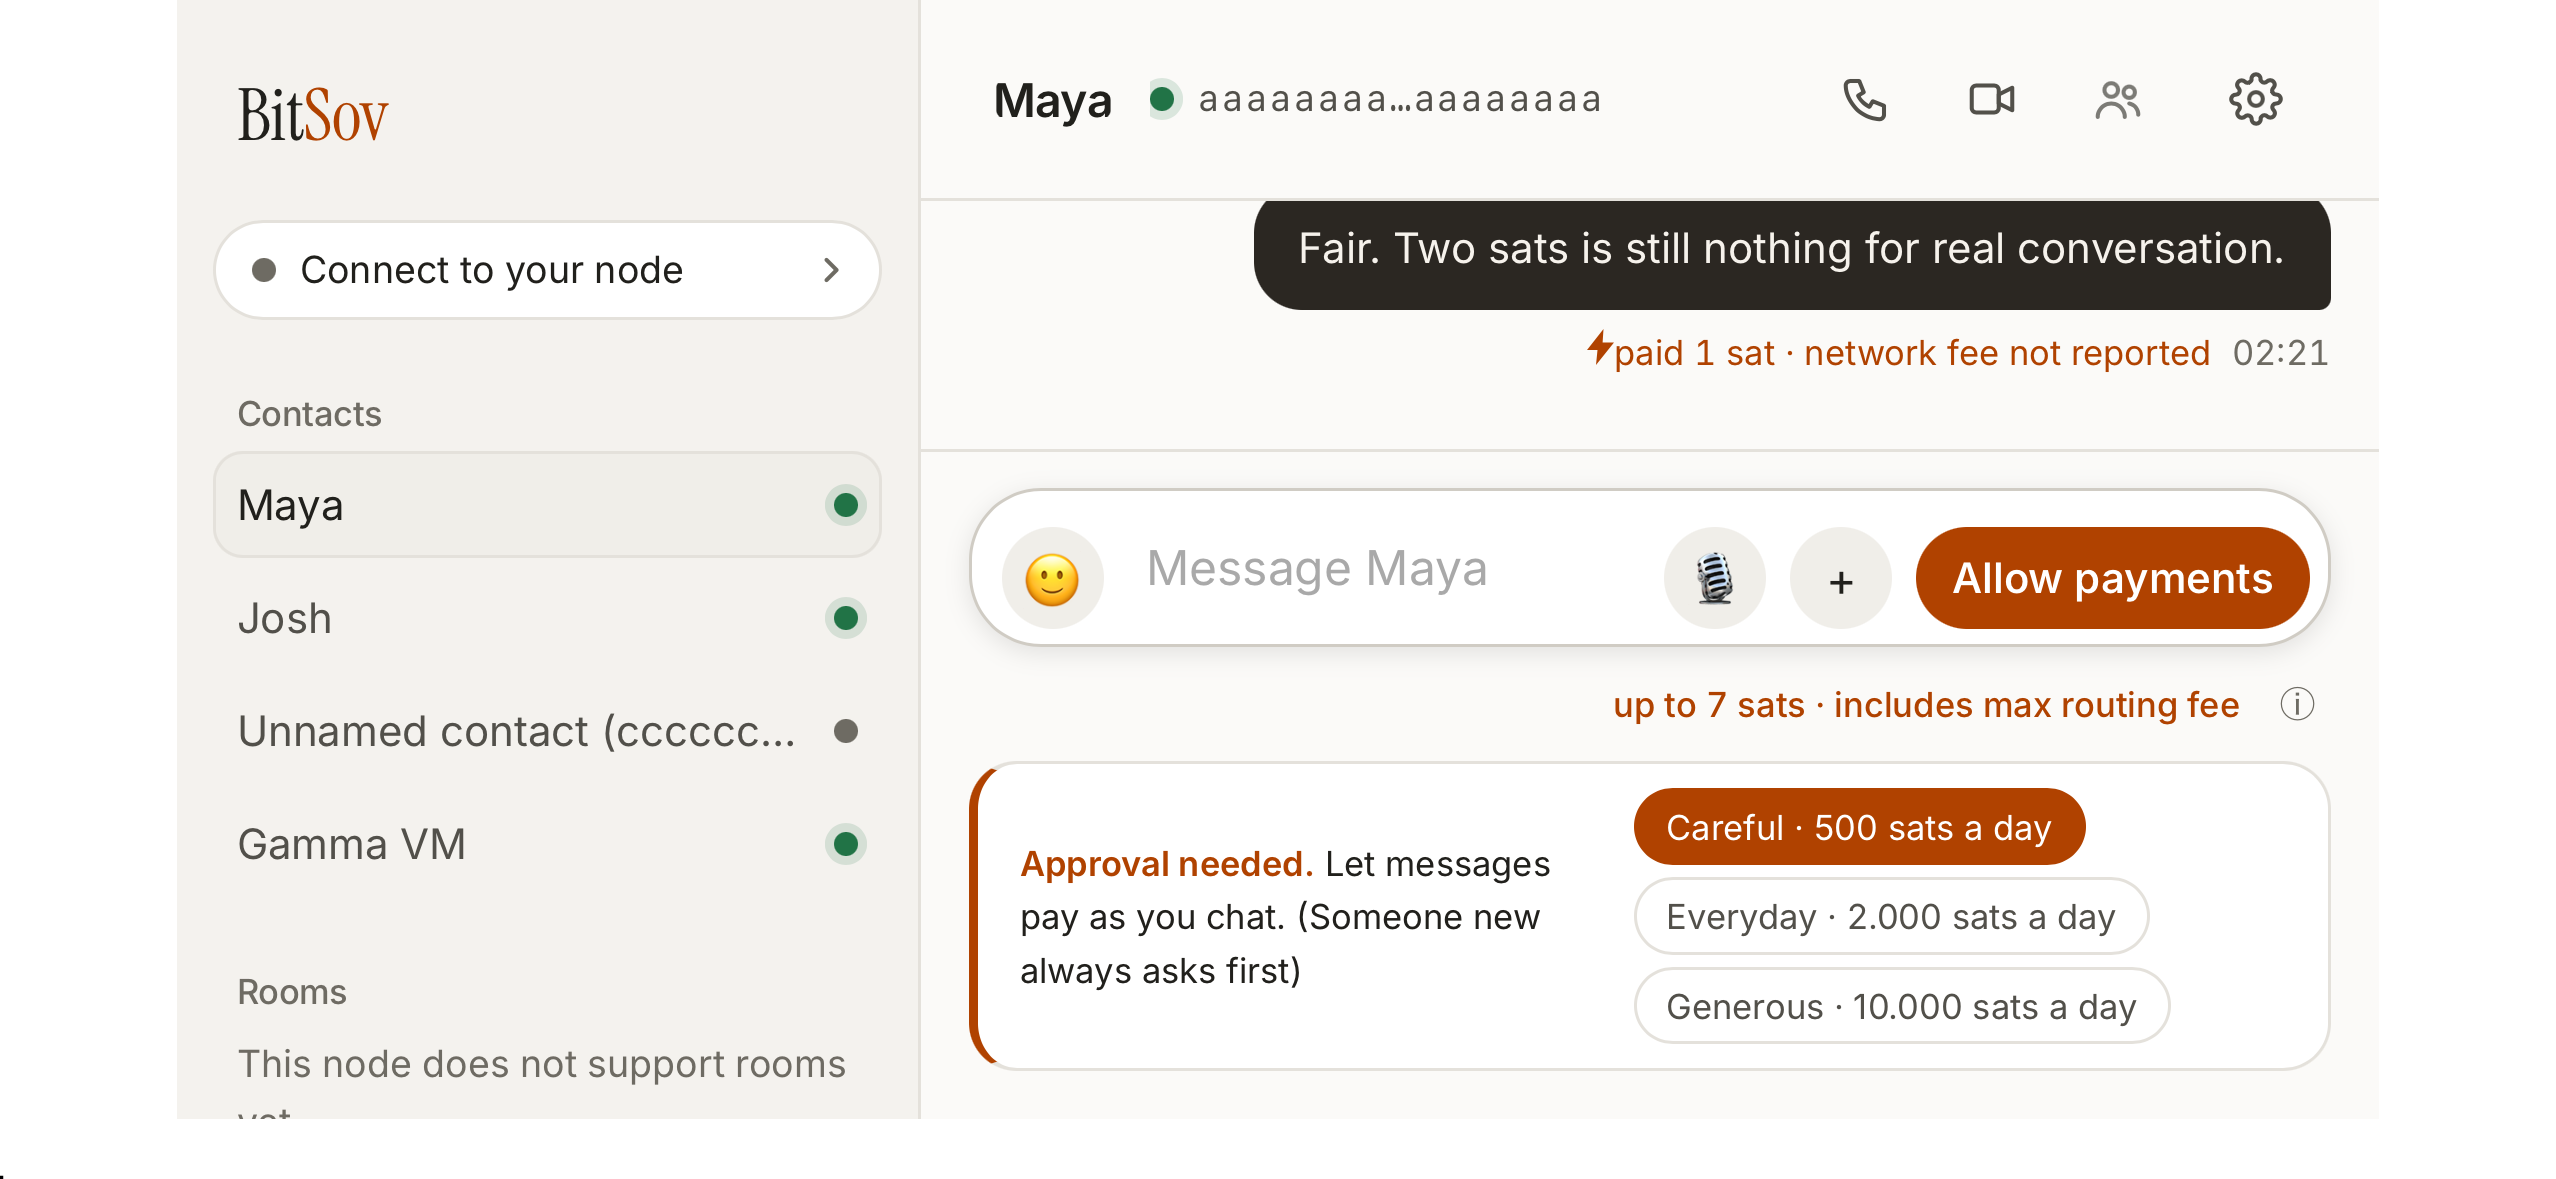 BitSov
Connect to your node
Contacts
Maya
Josh
Unnamed contact (cccccc...
Gamma VM
Rooms
This node does not support rooms
yet
Maya aaaaaaaa…aaaaaaaa
Fair. Two sats is still nothing for real conversation.
paid 1 sat · network fee not reported 02:21
Message Maya
+
Allow payments
up to 7 sats · includes max routing fee
Approval needed. Let messages
pay as you chat. (Someone new
always asks first)
Careful · 500 sats a day
Everyday · 2.000 sats a day
Generous · 10.000 sats a day